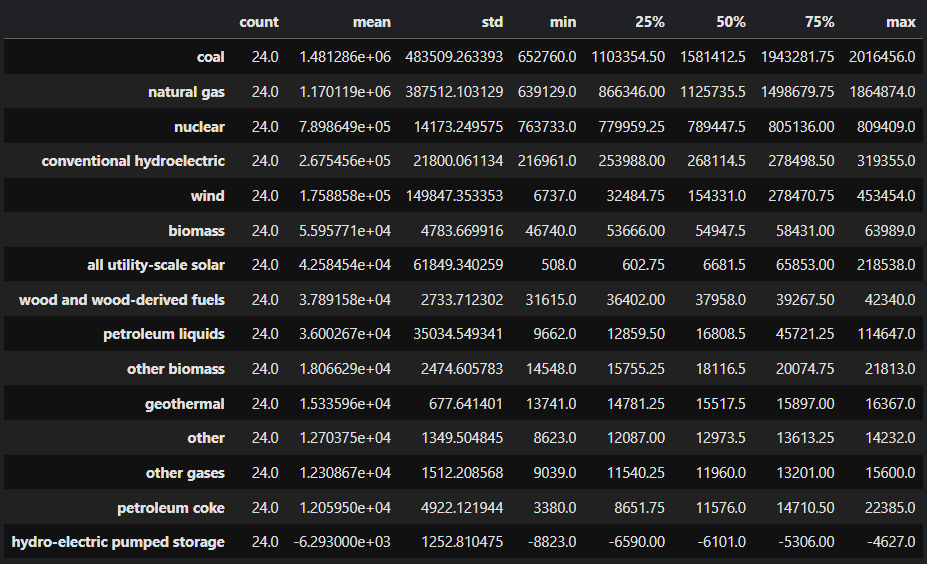 count mean std min 25% 50% 75% max
coal 24.0 1.481286e+06 483509.263393 652760.0 1103354.50 1581412.5 1943281.75 2016456.0
natural gas 24.0 1.170119e+06 387512.103129 639129.0 866346.00 1125735.5 1498679.75 1864874.0
nuclear 24.0 7.898649e+05 14173.249575 763733.0 779959.25 789447.5 805136.00 809409.0
conventional hydroelectric 24.0 2.675456e+05 21800.061134 216961.0 253988.00 268114.5 278498.50 319355.0
wind 24.0 1.758858e+05 149847.353353 6737.0 32484.75 154331.0 278470.75 453454.0
biomass 24.0 5.595771e+04 4783.669916 46740.0 53666.00 54947.5 58431.00 63989.0
all utility-scale solar 24.0 4.258454e+04 61849.340259 508.0 602.75 6681.5 65853.00 218538.0
wood and wood-derived fuels 24.0 3.789158e+04 2733.712302 31615.0 36402.00 37958.0 39267.50 42340.0
petroleum liquids 24.0 3.600267e+04 35034.549341 9662.0 12859.50 16808.5 45721.25 114647.0
other biomass 24.0 1.806629e+04 2474.605783 14548.0 15755.25 18116.5 20074.75 21813.0
geothermal 24.0 1.533596e+04 677.641401 13741.0 14781.25 15517.5 15897.00 16367.0
other 24.0 1.270375e+04 1349.504845 8623.0 12087.00 12973.5 13613.25 14232.0
other gases 24.0 1.230867e+04 1512.208568 9039.0 11540.25 11960.0 13201.00 15600.0
petroleum coke 24.0 1.205950e+04 4922.121944 3380.0 8651.75 11576.0 14710.50 22385.0
hydro-electric pumped storage 24.0 -6.293000e+03 1252.810475 -8823.0 -6590.00 -6101.0 -5306.00 -4627.0